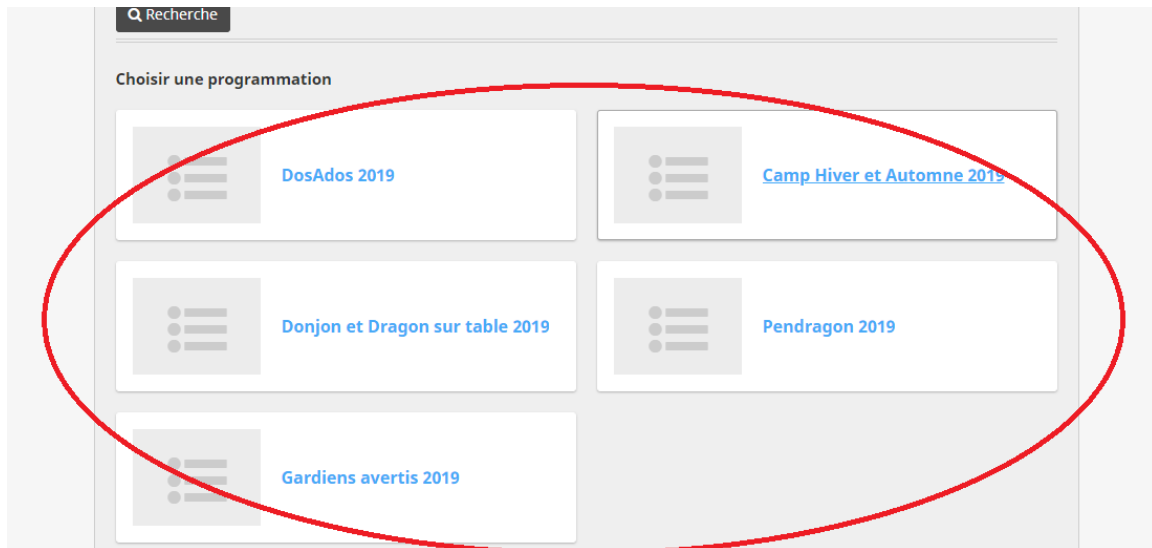 Recherche
Choisir une programmation
DosAdos 2019
Camp Hiver et Automne 2019
Donjon et Dragon sur table 2019
Pendragon 2019
Gardiens avertis 2019